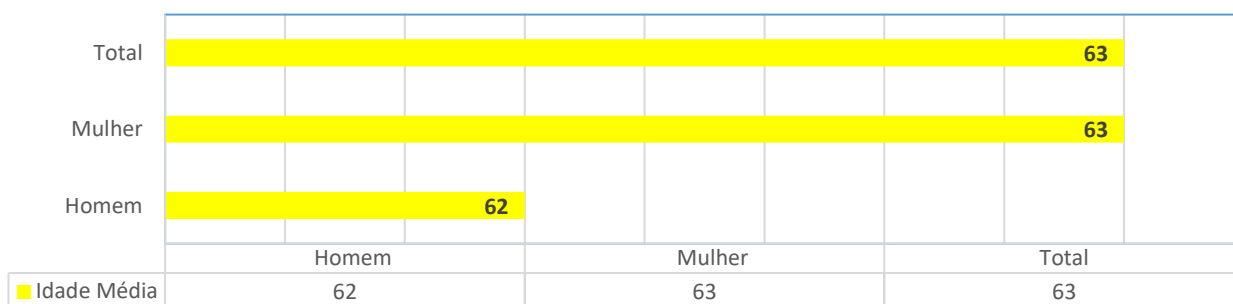 Total 63
Mulher 63
Homem 62
Homem Mulher Total
Idade Média 62 63 63